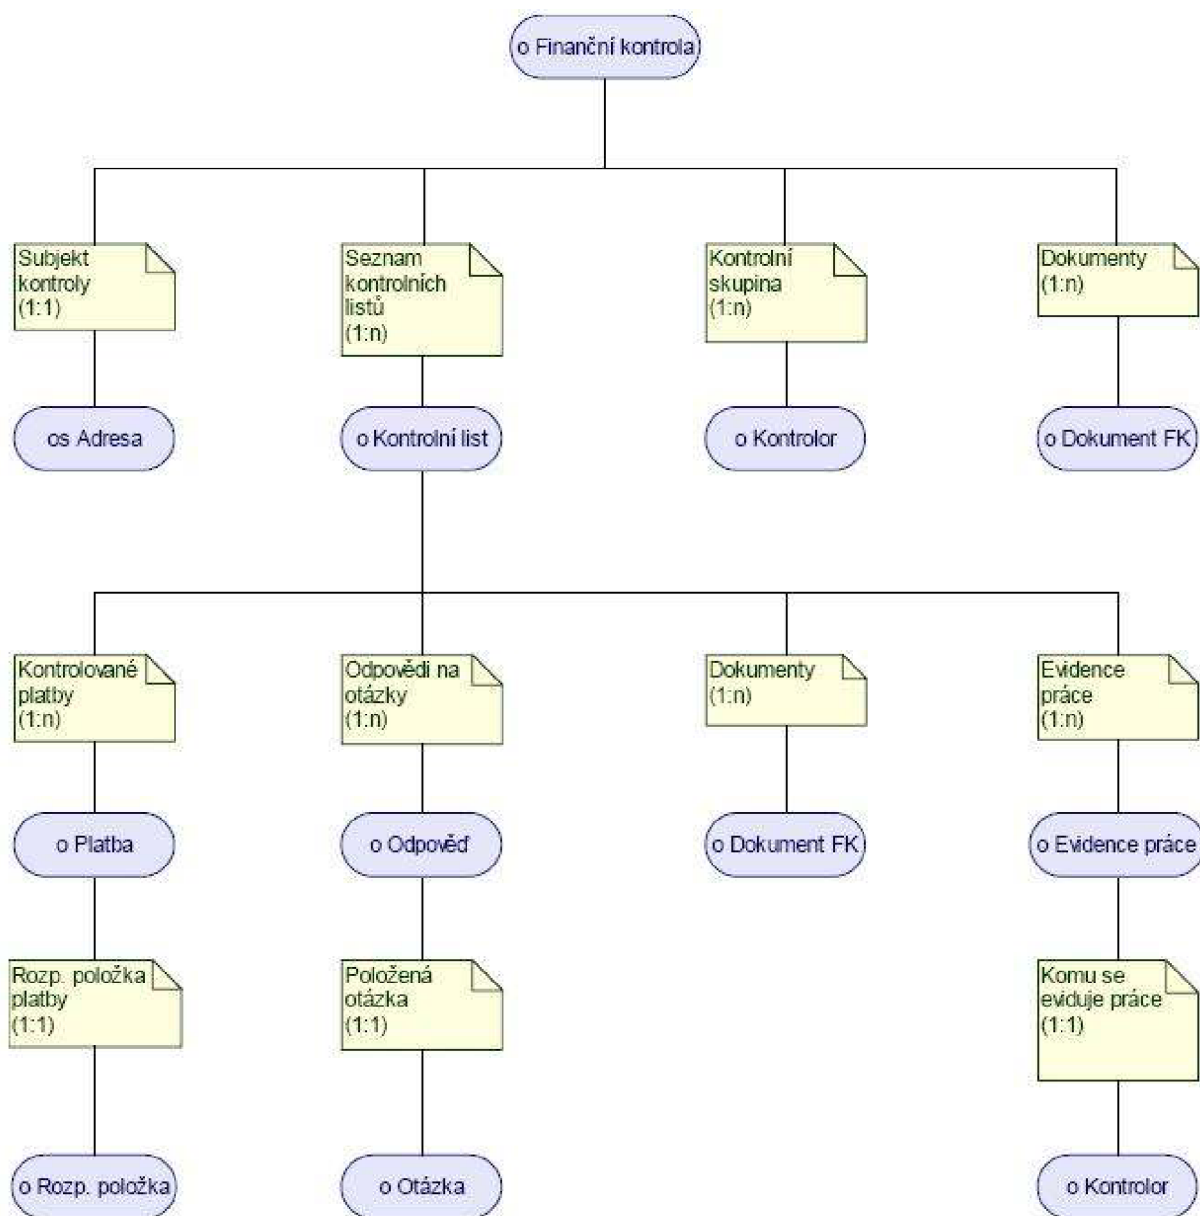 o Finanční kontrola
Subjekt
kontroly
(1:1)
Seznam
kontrolních
listů
(1:n)
Kontrolní
skupina
(1:n)
Dokumenty
(1:n)
os Adresa
o Kontrolní list
o Kontrolor
o Dokument FK
Kontrolované
platby
(1:n)
Odpovědi na
otázky
(1:n)
Dokumenty
(1:n)
Evidence
práce
(1:n)
o Platba
o Odpověď
o Dokument FK
o Evidence práce
Rozp. položka
platby
(1:1)
Položená
otázka
(1:1)
Komu se
eviduje práce
(1:1)
o Rozp. položka
o Otázka
o Kontrolor